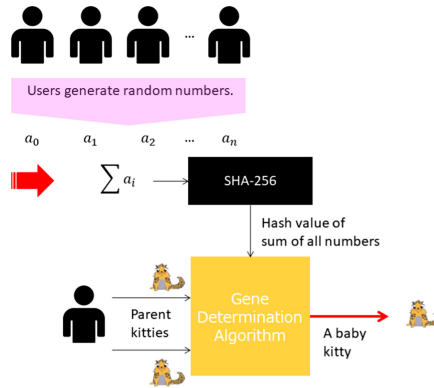 ...
Users generate random numbers.
a₀ a₁ a₂ ... aₙ
∑ aᵢ
SHA-256
Hash value of
sum of all numbers
Parent
kitties
Gene
Determination
Algorithm
A baby
kitty